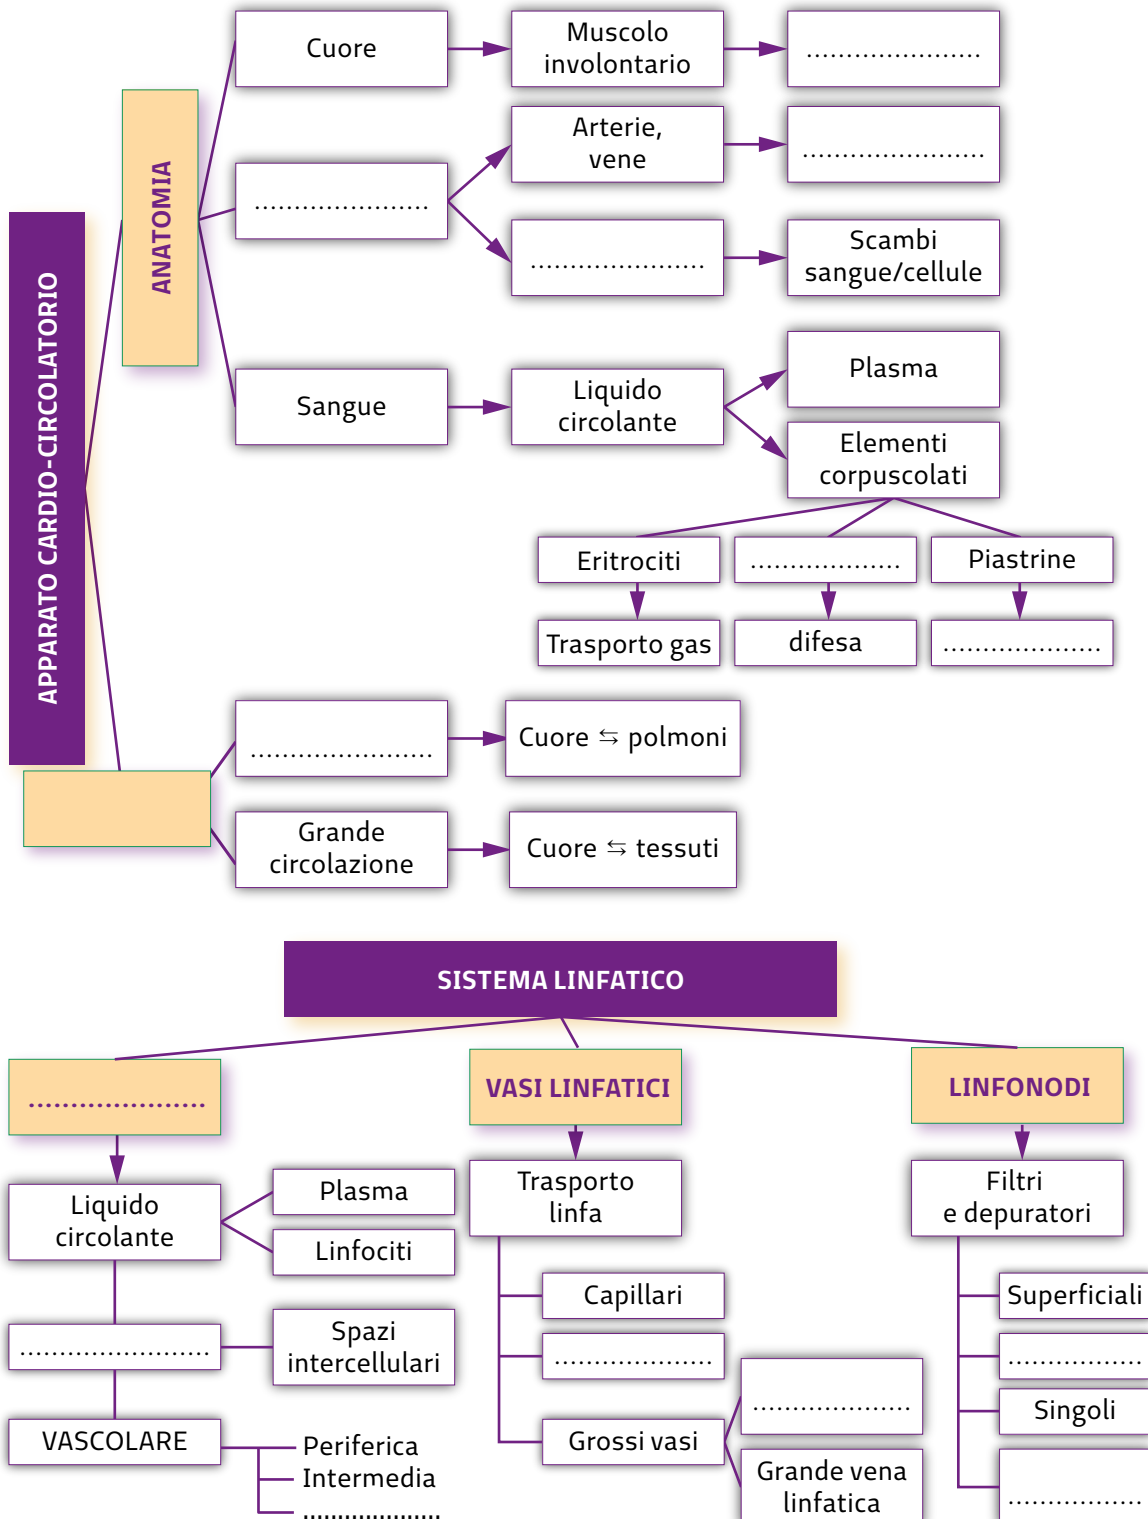 APPARATO CARDIO-CIRCOLATORIO
ANATOMIA
Cuore
Muscolo
involontario
.....................
.....................
Arterie,
vene
......................
.....................
Scambi
sangue/cellule
Sangue
Liquido
circolante
Plasma
Elementi
corpuscolati
Eritrociti
..................
Piastrine
Trasporto gas
difesa
...................
......................
Cuore ⇆ polmoni
Grande
circolazione
Cuore ⇆ tessuti
SISTEMA LINFATICO
.....................
VASI LINFATICI
LINFONODI
Liquido
circolante
Plasma
Linfociti
.......................
Spazi
intercellulari
VASCOLARE
Periferica
Intermedia
....................
Trasporto
linfa
Capillari
...................
Grossi vasi
...................
Grande vena
linfatica
Filtri
e depuratori
Superficiali
................
Singoli
................